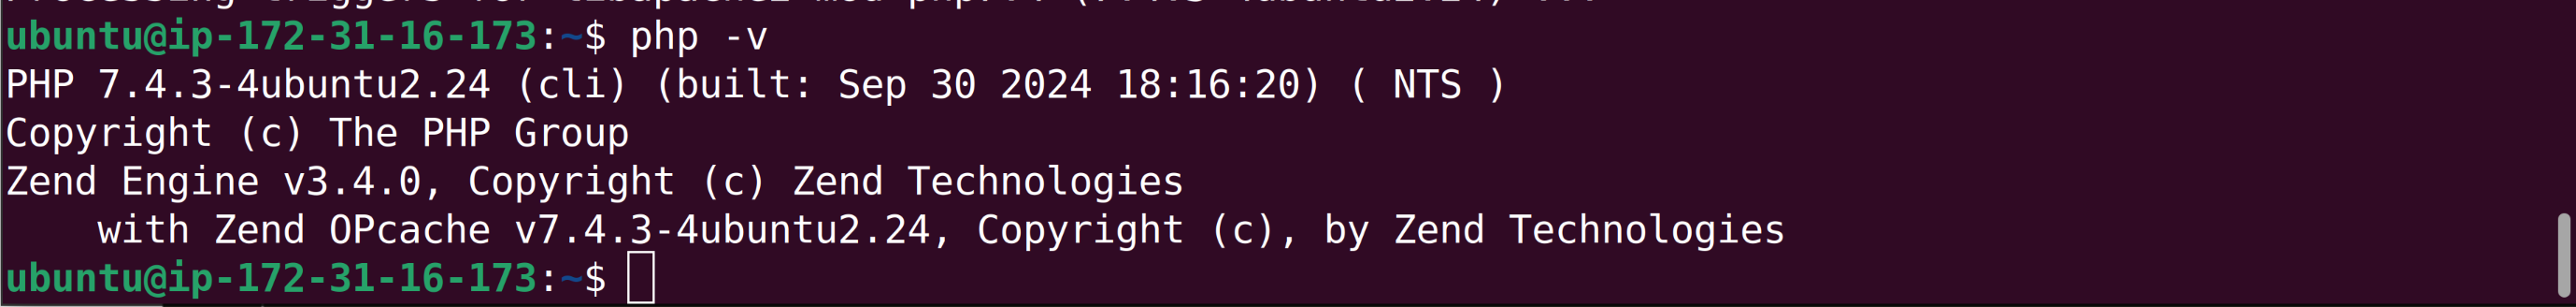 ubuntu@ip-172-31-16-173:~$ php -v
PHP 7.4.3-4ubuntu2.24 (cli) (built: Sep 30 2024 18:16:20) ( NTS )
Copyright (c) The PHP Group
Zend Engine v3.4.0, Copyright (c) Zend Technologies
    with Zend OPcache v7.4.3-4ubuntu2.24, Copyright (c), by Zend Technologies
ubuntu@ip-172-31-16-173:~$